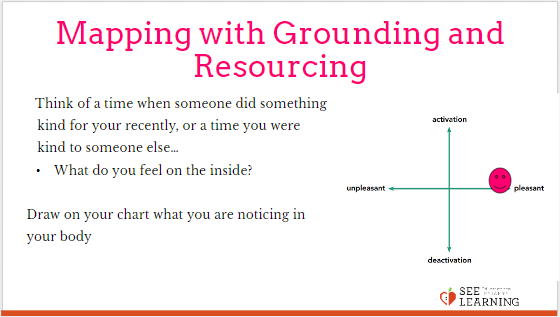 Mapping with Grounding and
Resourcing
Think of a time when someone did something
kind for your recently, or a time you were
kind to someone else…
• What do you feel on the inside?
Draw on your chart what you are noticing in
your body
activation
unpleasant
pleasant
deactivation
SEE
LEARNING